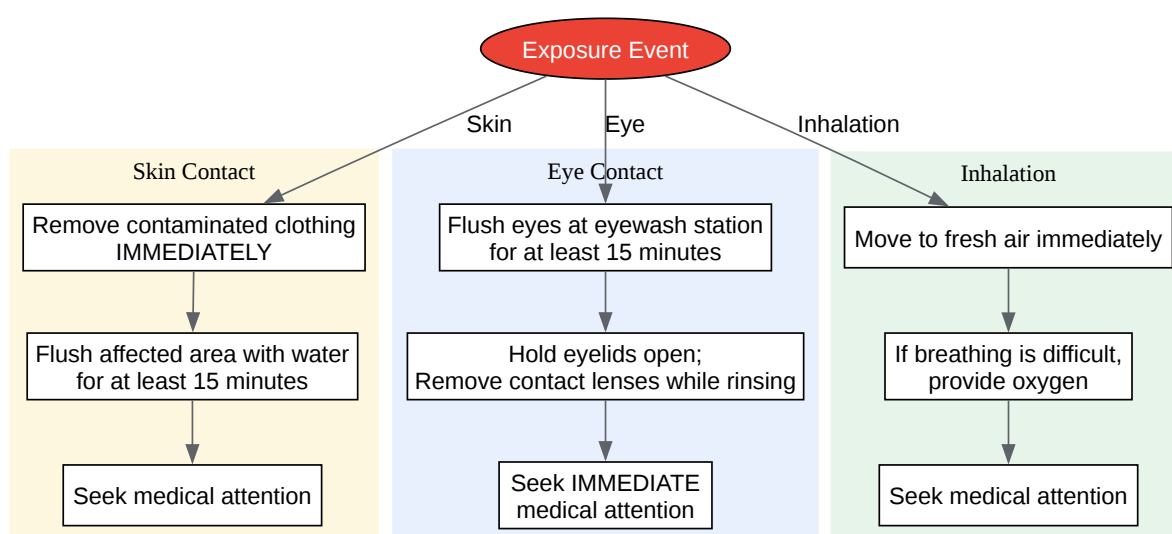 Exposure Event
Skin
Eye
Inhalation
Skin Contact
Remove contaminated clothing
IMMEDIATELY
Flush affected area with water
for at least 15 minutes
Seek medical attention
Eye Contact
Flush eyes at eyewash station
for at least 15 minutes
Hold eyelids open;
Remove contact lenses while rinsing
Seek IMMEDIATE
medical attention
Inhalation
Move to fresh air immediately
If breathing is difficult,
provide oxygen
Seek medical attention